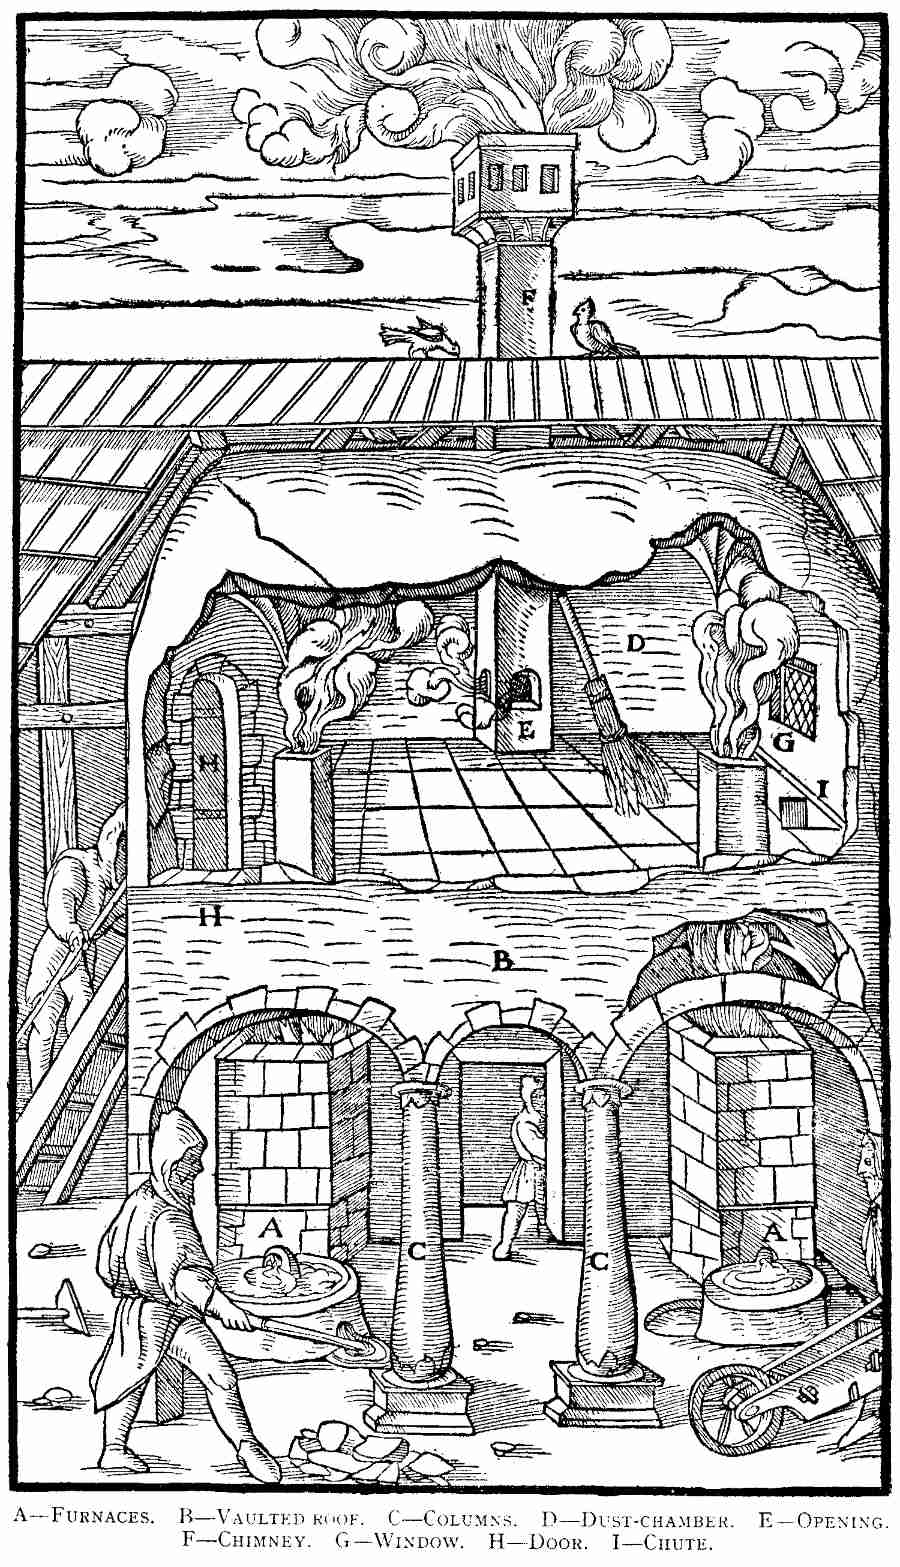 F
D
E
G
H
I
H
B
A
A
C
C
A—FURNACES. B—VAULTED ROOF. C—COLUMNS. D—DUST-CHAMBER. E—OPENING.
F—CHIMNEY. G—WINDOW. H—DOOR. I—CHUTE.